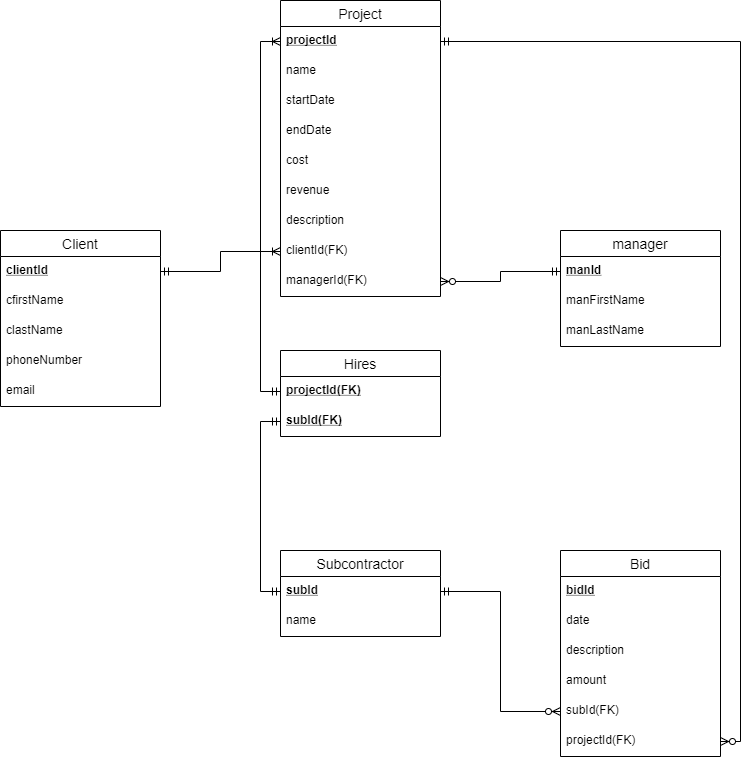 Project
projectId
name
startDate
endDate
cost
revenue
description
clientId(FK)
managerId(FK)
Client
clientId
cfirstName
clastName
phoneNumber
email
manager
manId
manFirstName
manLastName
Hires
projectId(FK)
subId(FK)
Subcontractor
subId
name
Bid
bidId
date
description
amount
subId(FK)
projectId(FK)